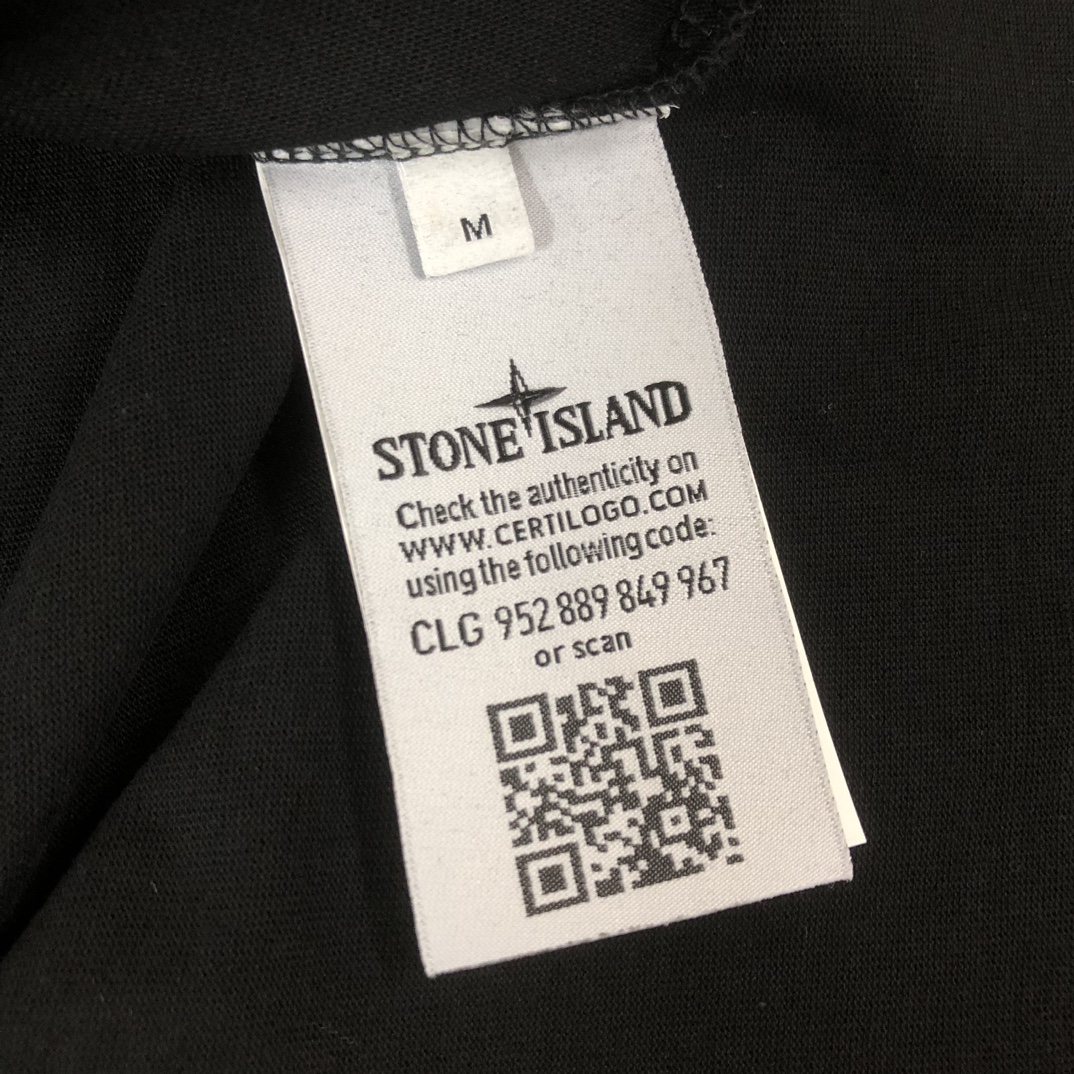 M
STONE ISLAND
Check the authenticity on
WWW.CERTILOGO.COM
using the following code:
CLG 952 889 849 967
or scan